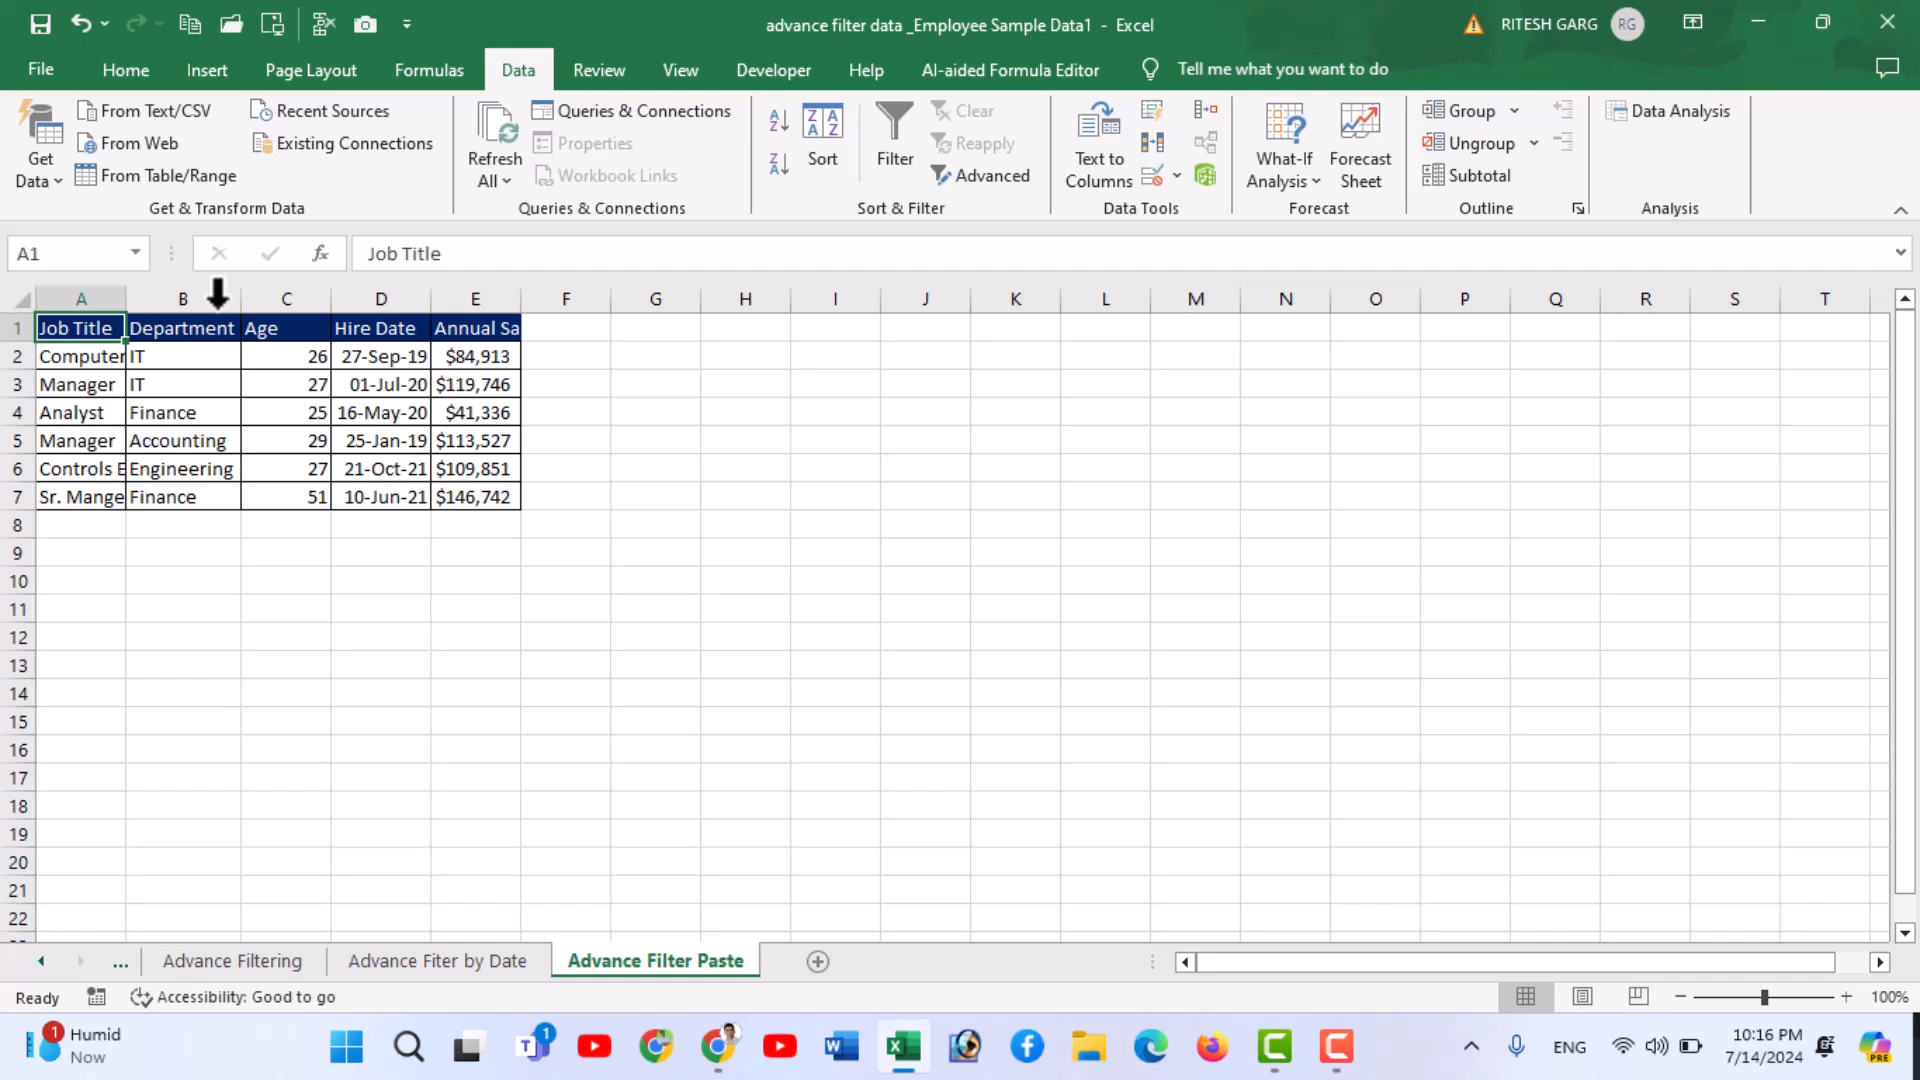 advance filter data _Employee Sample Data1 - Excel
RITESH GARG
RG
File Home Insert Page Layout Formulas Data Review View Developer Help AI-aided Formula Editor Tell me what you want to do
Get Data
From Text/CSV
From Web
From Table/Range
Recent Sources
Existing Connections
Get & Transform Data
Refresh All
Queries & Connections
Properties
Workbook Links
Queries & Connections
Sort
Filter
Clear
Reapply
Advanced
Sort & Filter
Text to Columns
Data Tools
What-If Analysis
Forecast Sheet
Forecast
Group
Ungroup
Subtotal
Outline
Data Analysis
Analysis
A1
fx
Job Title
A B C D E F G H I J K L M N O P Q R S T
1 Job Title Department Age Hire Date Annual Sa
2 Computer IT 26 27-Sep-19 $84,913
3 Manager IT 27 01-Jul-20 $119,746
4 Analyst Finance 25 16-May-20 $41,336
5 Manager Accounting 29 25-Jan-19 $113,527
6 Controls E Engineering 27 21-Oct-21 $109,851
7 Sr. Mange Finance 51 10-Jun-21 $146,742
8
9
10
11
12
13
14
15
16
17
18
19
20
21
22
... Advance Filtering Advance Fiter by Date Advance Filter Paste
Ready Accessibility: Good to go 100%
1 Humid
Now
1
ENG
10:16 PM
7/14/2024
PRE